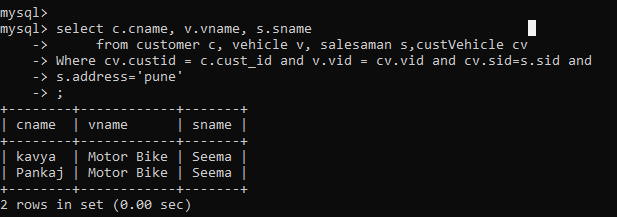 mysql>
mysql> select c.cname, v.vname, s.sname
    ->      from customer c, vehicle v, salesaman s,custVehicle cv
    -> Where cv.custid = c.cust_id and v.vid = cv.vid and cv.sid=s.sid and
    -> s.address='pune'
    -> ;
+--------+------------+-------+
| cname  | vname      | sname |
+--------+------------+-------+
| kavya  | Motor Bike | Seema |
| Pankaj | Motor Bike | Seema |
+--------+------------+-------+
2 rows in set (0.00 sec)